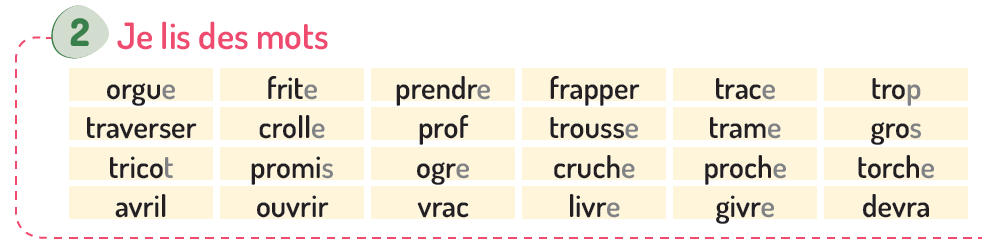 2 Je lis des mots
orgue frite prendre frapper trace trop
traverser crolle prof trousse trame gros
tricot promis ogre cruche proche torche
avril ouvrir vrac livre givre devra